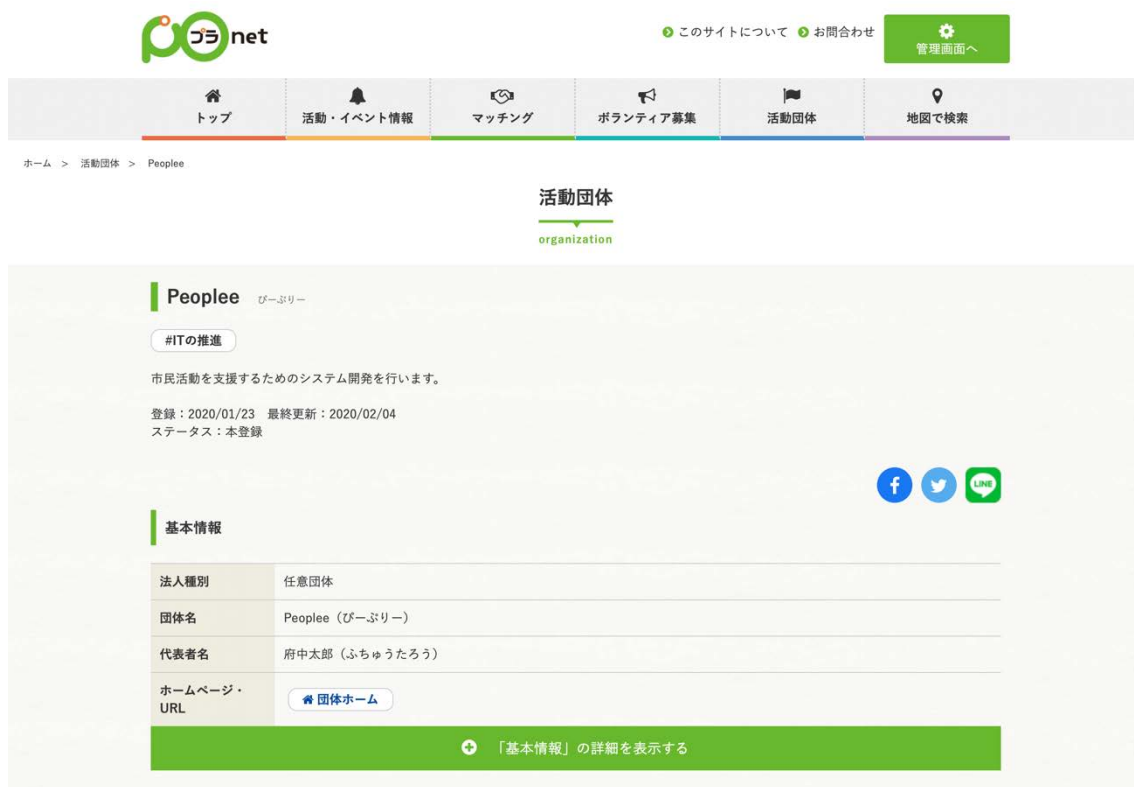 プラnet
このサイトについて お問合わせ
管理画面へ
トップ 活動・イベント情報 マッチング ボランティア募集 活動団体 地図で検索
ホーム > 活動団体 > Peoplee
活動団体
organization
Peoplee ぴーぷりー
#ITの推進
市民活動を支援するためのシステム開発を行います。
登録：2020/01/23 最終更新：2020/02/04
ステータス：本登録
LINE
基本情報
法人種別 任意団体
団体名 Peoplee（ぴーぷりー）
代表者名 府中太郎（ふちゅうたろう）
ホームページ・
URL
団体ホーム
「基本情報」の詳細を表示する